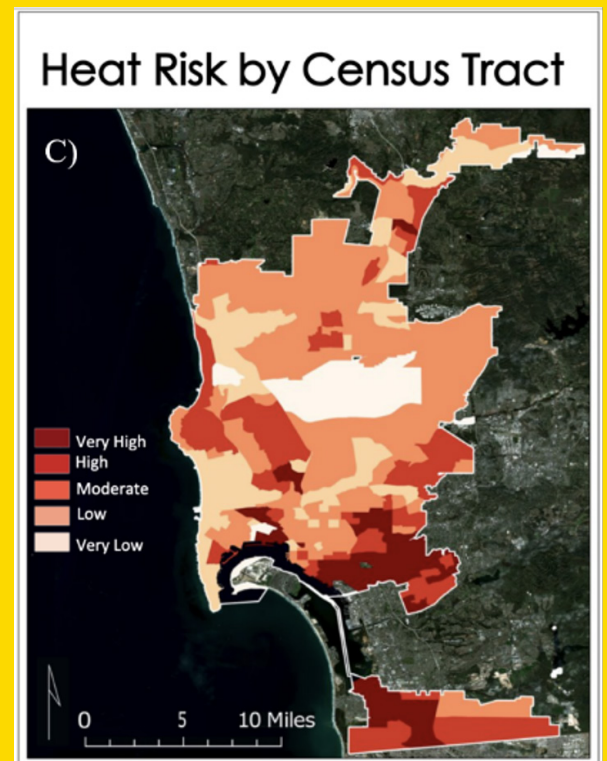 Heat Risk by Census Tract
C)
Very High
High
Moderate
Low
Very Low
0 5 10 Miles